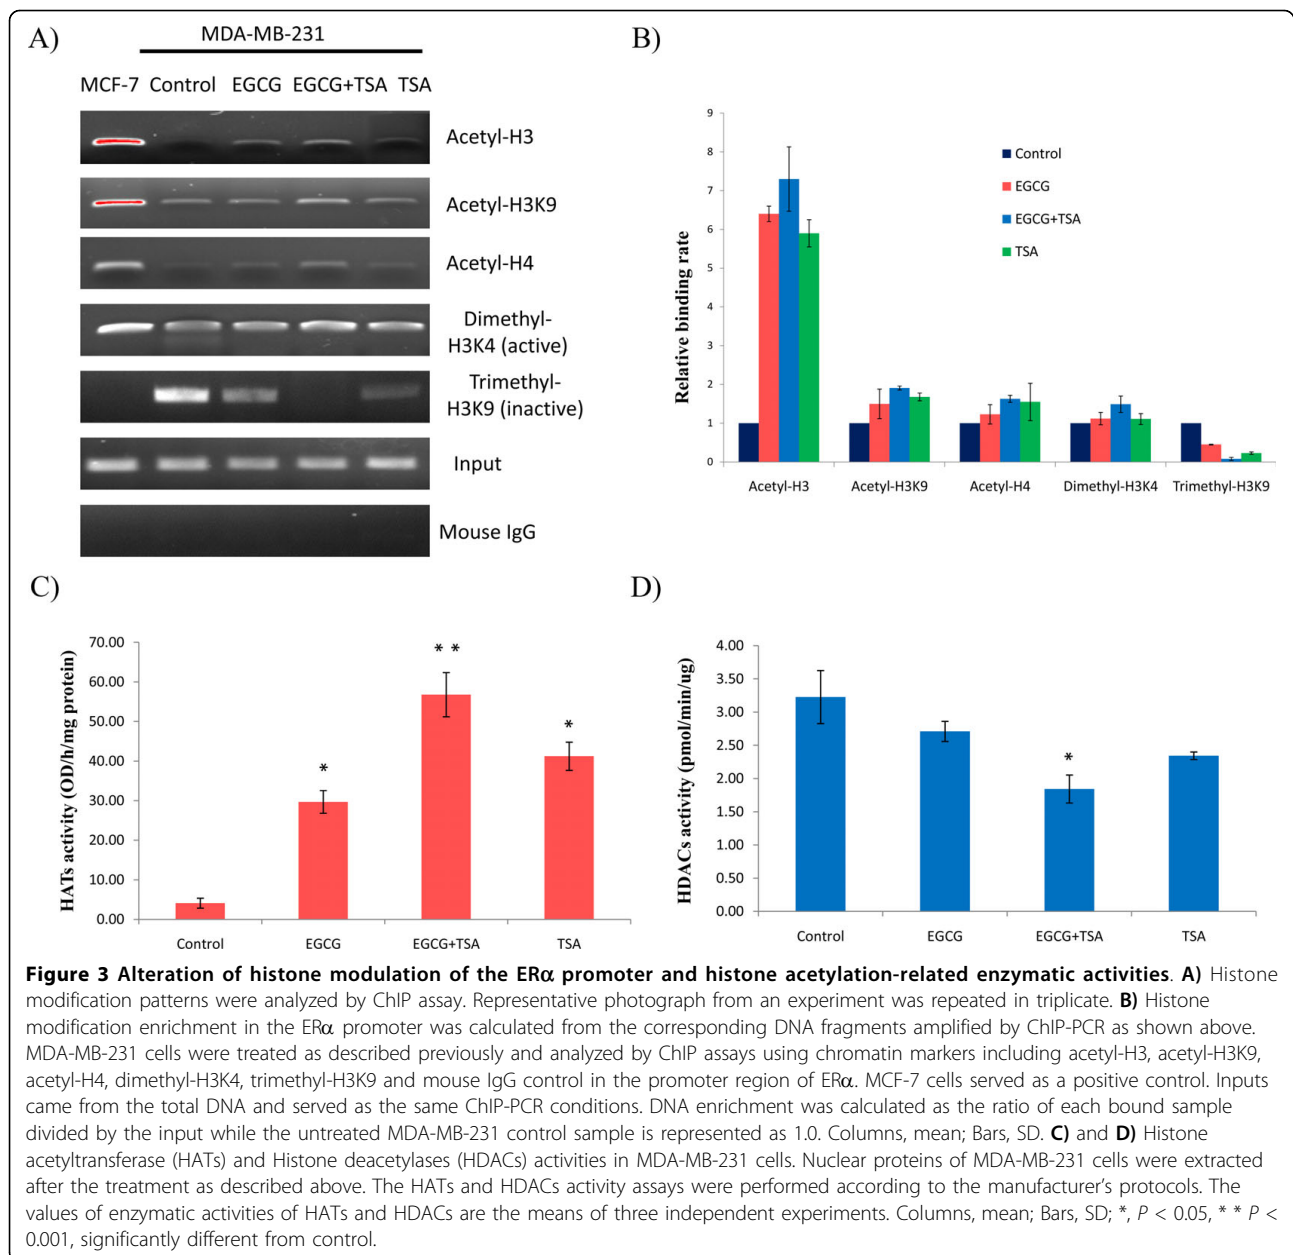 A)
MDA-MB-231
MCF-7 Control EGCG EGCG+TSA TSA
Acetyl-H3
Acetyl-H3K9
Acetyl-H4
Dimethyl-
H3K4 (active)
Trimethyl-
H3K9 (inactive)
Input
Mouse IgG
B)
Relative binding rate
9
8
7
6
5
4
3
2
1
0
Control
EGCG
EGCG+TSA
TSA
Acetyl-H3 Acetyl-H3K9 Acetyl-H4 Dimethyl-H3K4 Trimethyl-H3K9
C)
HATs activity (OD/h/mg protein)
70.00
60.00
50.00
40.00
30.00
20.00
10.00
0.00
*
* *
*
Control EGCG EGCG+TSA TSA
D)
HDACs activity (pmol/min/ug)
4.00
3.50
3.00
2.50
2.00
1.50
1.00
0.50
0.00
*
Control EGCG EGCG+TSA TSA
Figure 3 Alteration of histone modulation of the ERα promoter and histone acetylation-related enzymatic activities. A) Histone
modification patterns were analyzed by ChIP assay. Representative photograph from an experiment was repeated in triplicate. B) Histone
modification enrichment in the ERα promoter was calculated from the corresponding DNA fragments amplified by ChIP-PCR as shown above.
MDA-MB-231 cells were treated as described previously and analyzed by ChIP assays using chromatin markers including acetyl-H3, acetyl-H3K9,
acetyl-H4, dimethyl-H3K4, trimethyl-H3K9 and mouse IgG control in the promoter region of ERα. MCF-7 cells served as a positive control. Inputs
came from the total DNA and served as the same ChIP-PCR conditions. DNA enrichment was calculated as the ratio of each bound sample
divided by the input while the untreated MDA-MB-231 control sample is represented as 1.0. Columns, mean; Bars, SD. C) and D) Histone
acetyltransferase (HATs) and Histone deacetylases (HDACs) activities in MDA-MB-231 cells. Nuclear proteins of MDA-MB-231 cells were extracted
after the treatment as described above. The HATs and HDACs activity assays were performed according to the manufacturer's protocols. The
values of enzymatic activities of HATs and HDACs are the means of three independent experiments. Columns, mean; Bars, SD; *, P < 0.05, * * P <
0.001, significantly different from control.